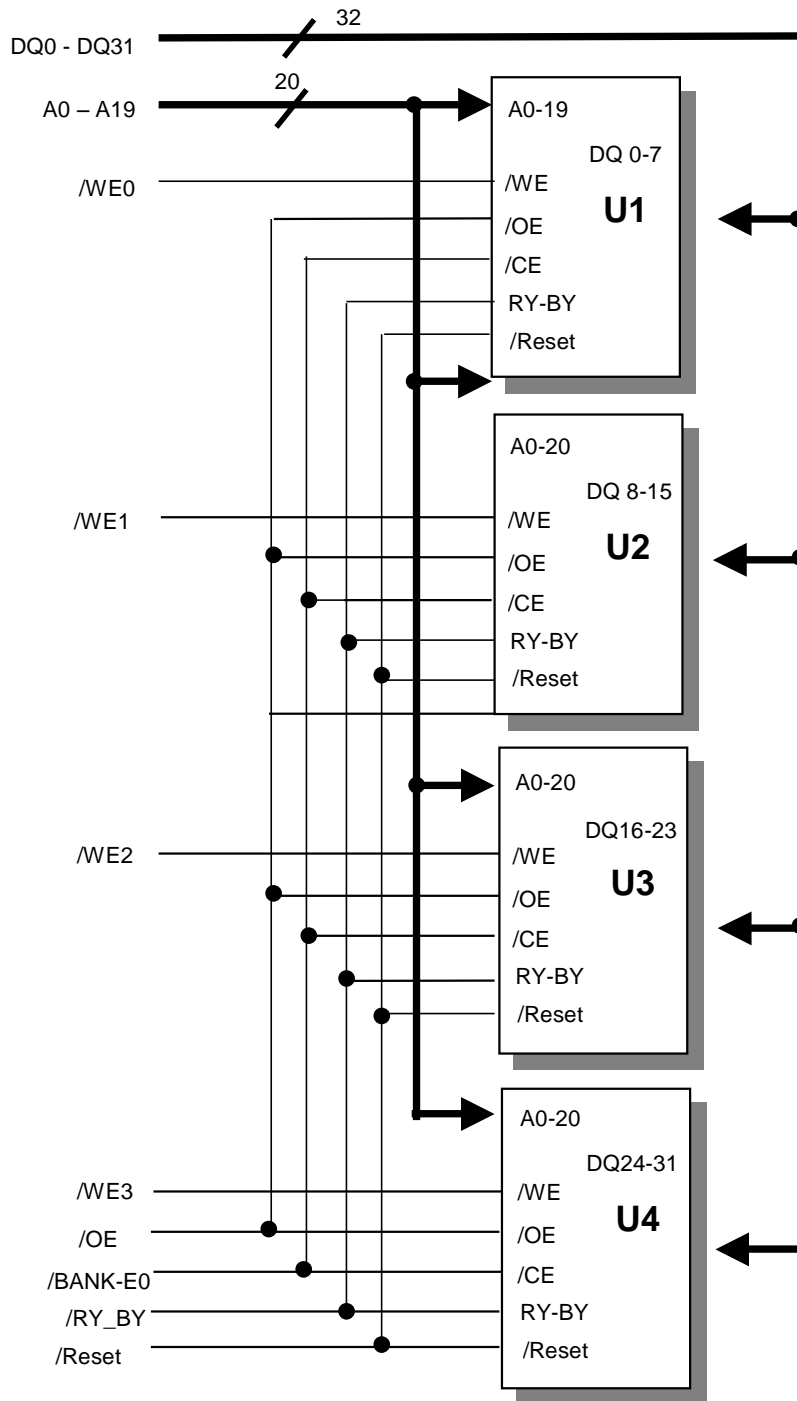 32
DQ0 - DQ31
20
A0 – A19
A0-19
DQ 0-7
/WE0
/WE
U1
/OE
/CE
RY-BY
/Reset
A0-20
DQ 8-15
/WE1
/WE
U2
/OE
/CE
RY-BY
/Reset
A0-20
DQ16-23
/WE2
/WE
U3
/OE
/CE
RY-BY
/Reset
A0-20
DQ24-31
/WE3
/WE
U4
/OE
/OE
/BANK-E0
/CE
/RY_BY
RY-BY
/Reset
/Reset